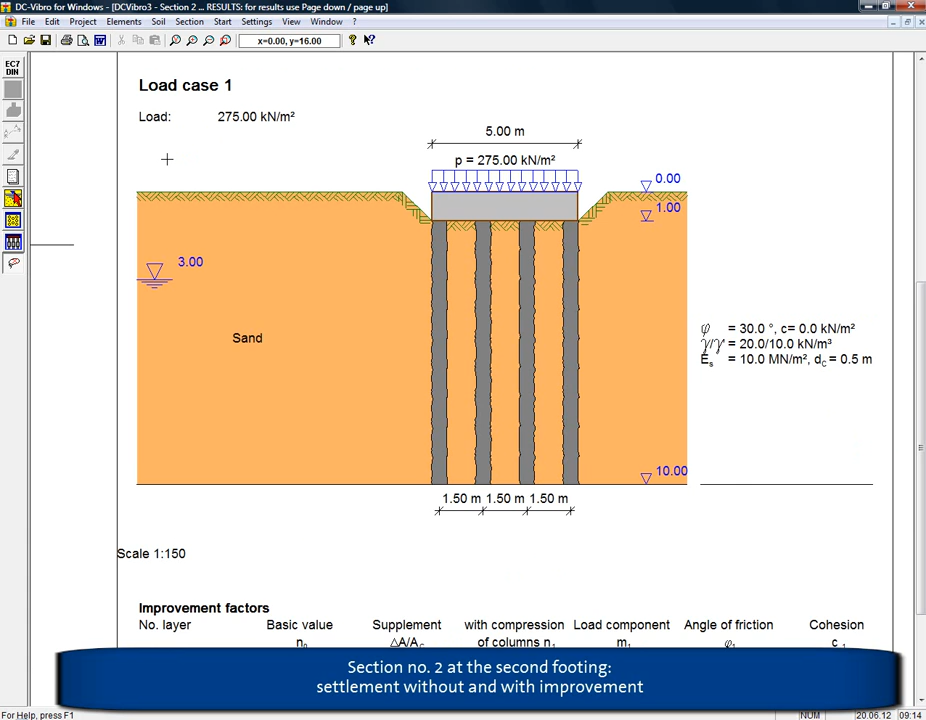 DC-Vibro for Windows - [DCVibro3 - Section 2 ... RESULTS: for results use Page down / page up]
File Edit Project Elements Soil Section Start Settings View Window ?
x=0.00, y=16.00
EC7
DIN
Load case 1
Load: 275.00 kN/m²
5.00 m
p = 275.00 kN/m²
0.00
1.00
3.00
Sand
φ = 30.0 °, c= 0.0 kN/m²
γ/γ' = 20.0/10.0 kN/m³
Es = 10.0 MN/m², dC = 0.5 m
10.00
1.50 m 1.50 m 1.50 m
Scale 1:150
Improvement factors
No. layer Basic value Supplement with compression Load component Angle of friction Cohesion
n0 ΔA/AC of columns n1 m1 φ1 c1
Section no. 2 at the second footing:
settlement without and with improvement
For Help, press F1 NUM 20.06.12 09:14